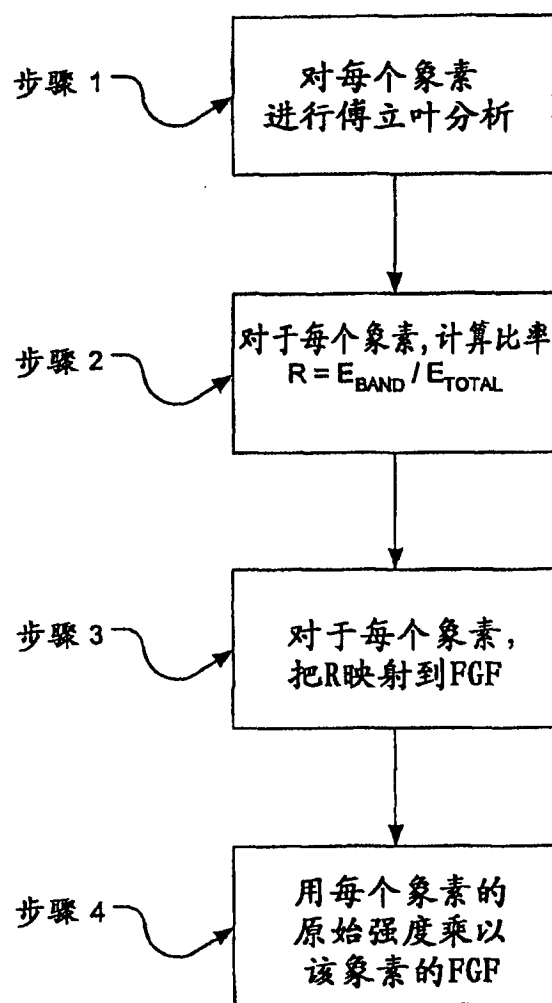 步骤 1
对每个象素
进行傅立叶分析
步骤 2
对于每个象素,计算比率
R = E_BAND / E_TOTAL
步骤 3
对于每个象素,
把R映射到FGF
步骤 4
用每个象素的
原始强度乘以
该象素的FGF